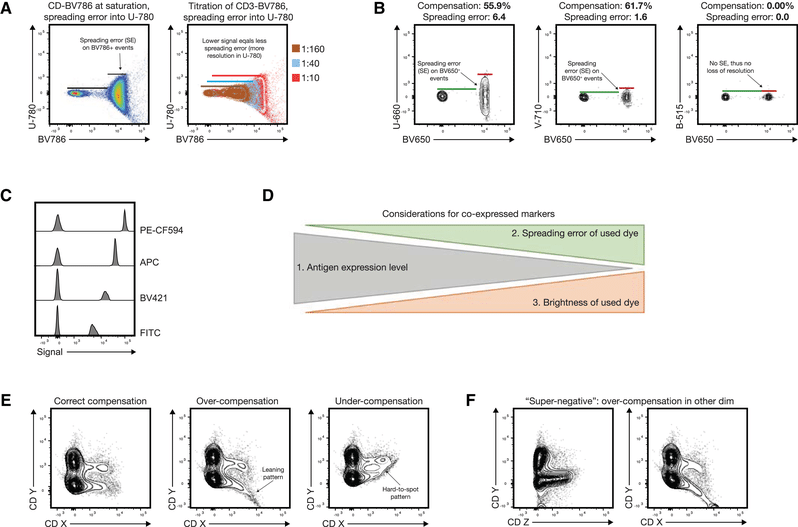 A
CD-BV786 at saturation,
spreading error into U-780
Titration of CD3-BV786,
spreading error into U-780
Spreading error (SE)
on BV786+ events
Lower signal eqals less
spreading error (more
resolution in U-780)
1:160
1:40
1:10
U-780
BV786
U-780
BV786
B
Compensation: 55.9%
Spreading error: 6.4
Compensation: 61.7%
Spreading error: 1.6
Compensation: 0.00%
Spreading error: 0.0
Spreading error
(SE) on BV650+
events
Spreading
error (SE) on
BV650+ events
No SE, thus no
loss of resolution
U-660
BV650
V-710
BV650
B-515
BV650
C
PE-CF594
APC
BV421
FITC
Signal
D
Considerations for co-expressed markers
2. Spreading error of used dye
1. Antigen expression level
3. Brightness of used dye
E
Correct compensation
Over-compensation
Under-compensation
Leaning
pattern
Hard-to-spot
pattern
CD Y
CD X
CD Y
CD X
CD Y
CD X
F
"Super-negative": over-compensation in other dim
CD Y
CD Z
CD Y
CD X